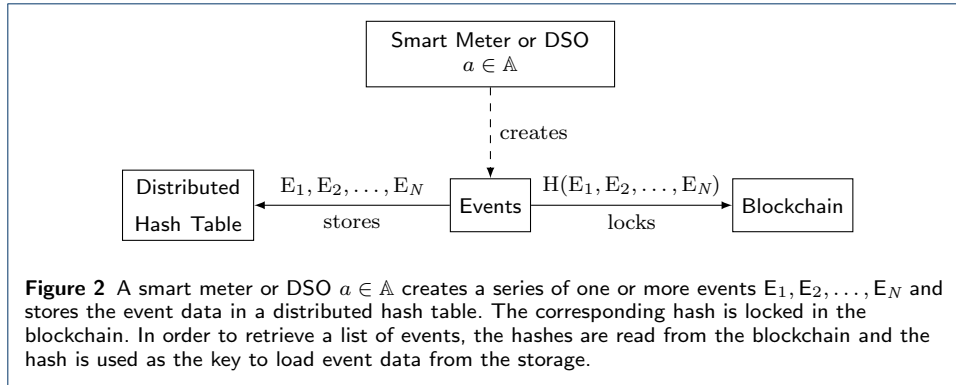 Smart Meter or DSO
a ∈ 𝔸
creates
Distributed
Hash Table
E₁, E₂, . . . , E_N
stores
Events
H(E₁, E₂, . . . , E_N)
locks
Blockchain
Figure 2 A smart meter or DSO a ∈ 𝔸 creates a series of one or more events E₁, E₂, . . . , E_N and
stores the event data in a distributed hash table. The corresponding hash is locked in the
blockchain. In order to retrieve a list of events, the hashes are read from the blockchain and the
hash is used as the key to load event data from the storage.